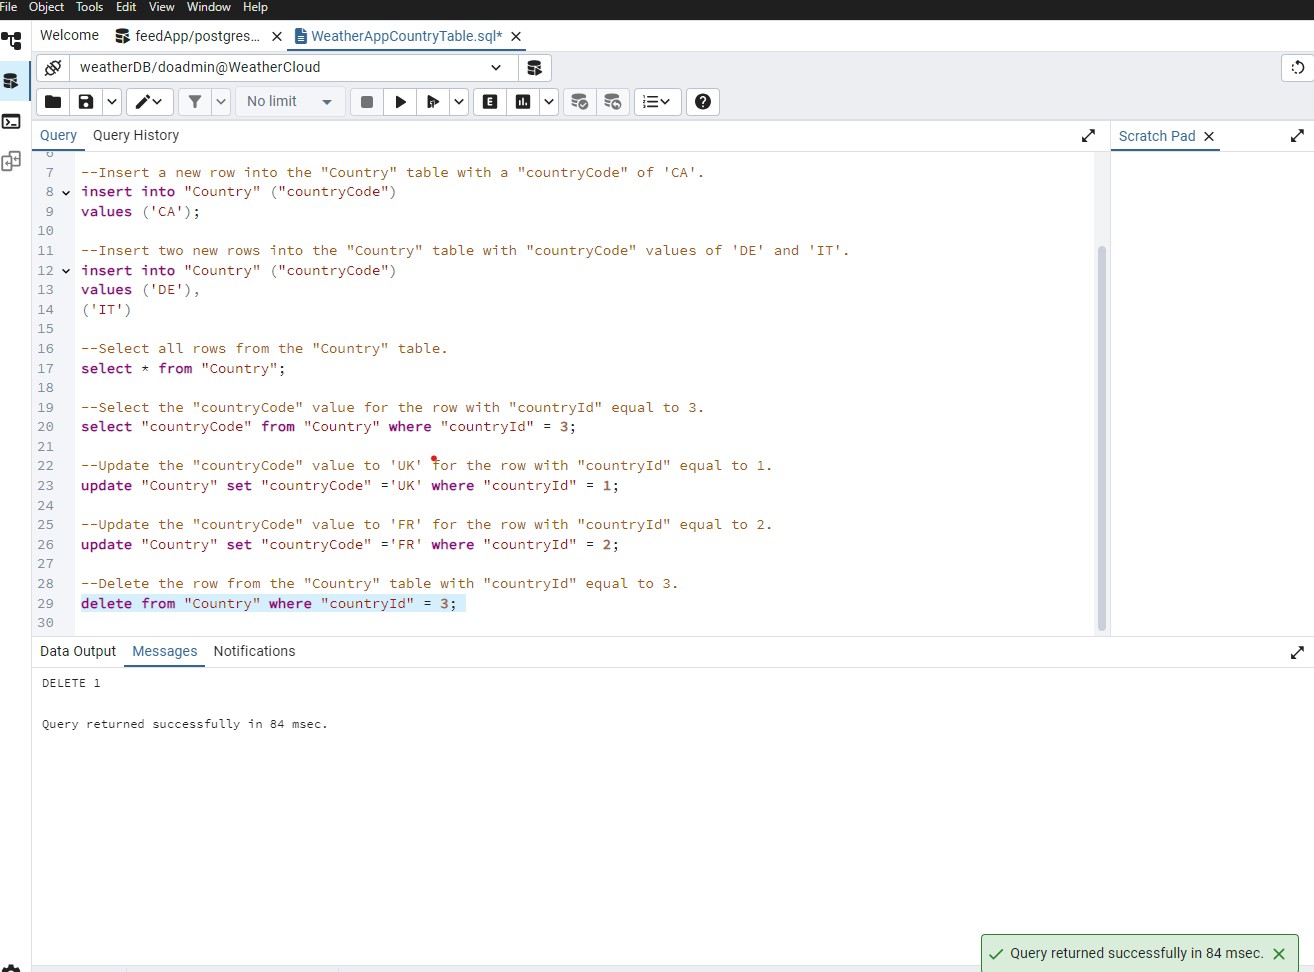 File Object Tools Edit View Window Help
Welcome feedApp/postgres... WeatherAppCountryTable.sql*
weatherDB/doadmin@WeatherCloud
No limit
E
Query Query History
Scratch Pad
7 --Insert a new row into the "Country" table with a "countryCode" of 'CA'.
8 insert into "Country" ("countryCode")
9 values ('CA');
10
11 --Insert two new rows into the "Country" table with "countryCode" values of 'DE' and 'IT'.
12 insert into "Country" ("countryCode")
13 values ('DE'),
14 ('IT')
15
16 --Select all rows from the "Country" table.
17 select * from "Country";
18
19 --Select the "countryCode" value for the row with "countryId" equal to 3.
20 select "countryCode" from "Country" where "countryId" = 3;
21
22 --Update the "countryCode" value to 'UK' for the row with "countryId" equal to 1.
23 update "Country" set "countryCode" ='UK' where "countryId" = 1;
24
25 --Update the "countryCode" value to 'FR' for the row with "countryId" equal to 2.
26 update "Country" set "countryCode" ='FR' where "countryId" = 2;
27
28 --Delete the row from the "Country" table with "countryId" equal to 3.
29 delete from "Country" where "countryId" = 3;
30
Data Output Messages Notifications
DELETE 1
Query returned successfully in 84 msec.
Query returned successfully in 84 msec.